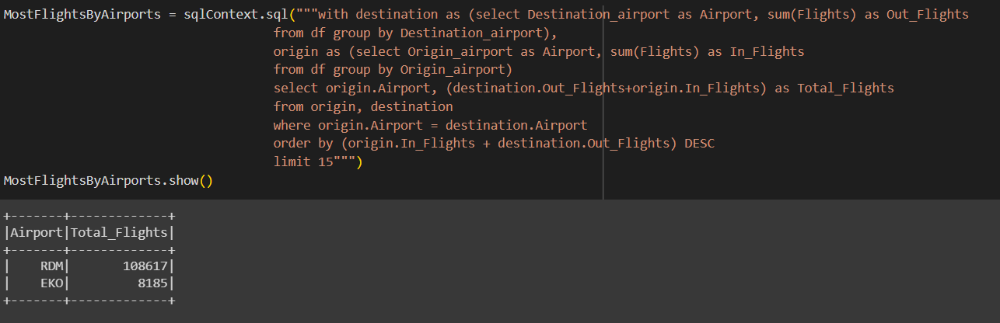 MostFlightsByAirports = sqlContext.sql("""with destination as (select Destination_airport as Airport, sum(Flights) as Out_Flights
from df group by Destination_airport),
origin as (select Origin_airport as Airport, sum(Flights) as In_Flights
from df group by Origin_airport)
select origin.Airport, (destination.Out_Flights+origin.In_Flights) as Total_Flights
from origin, destination
where origin.Airport = destination.Airport
order by (origin.In_Flights + destination.Out_Flights) DESC
limit 15""")
MostFlightsByAirports.show()
+-------+-------------+
|Airport|Total_Flights|
+-------+-------------+
|    RDM|       108617|
|    EKO|         8185|
+-------+-------------+